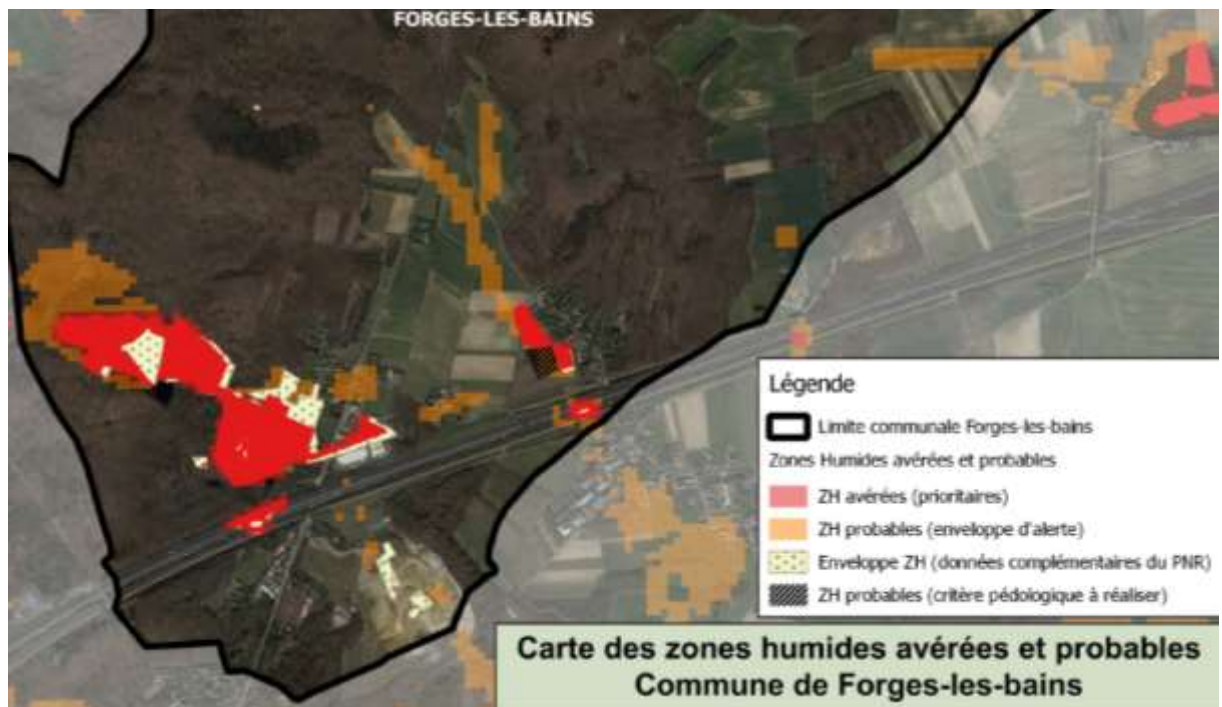 FORGES-LES-BAINS
Légende
Limite communale Forges-les-bains
Zones Humides avérées et probables
ZH avérées (prioritaires)
ZH probables (enveloppe d'alerte)
Enveloppe ZH (données complémentaires du PNR)
ZH probables (critère pédologique à réaliser)
Carte des zones humides avérées et probables
Commune de Forges-les-bains